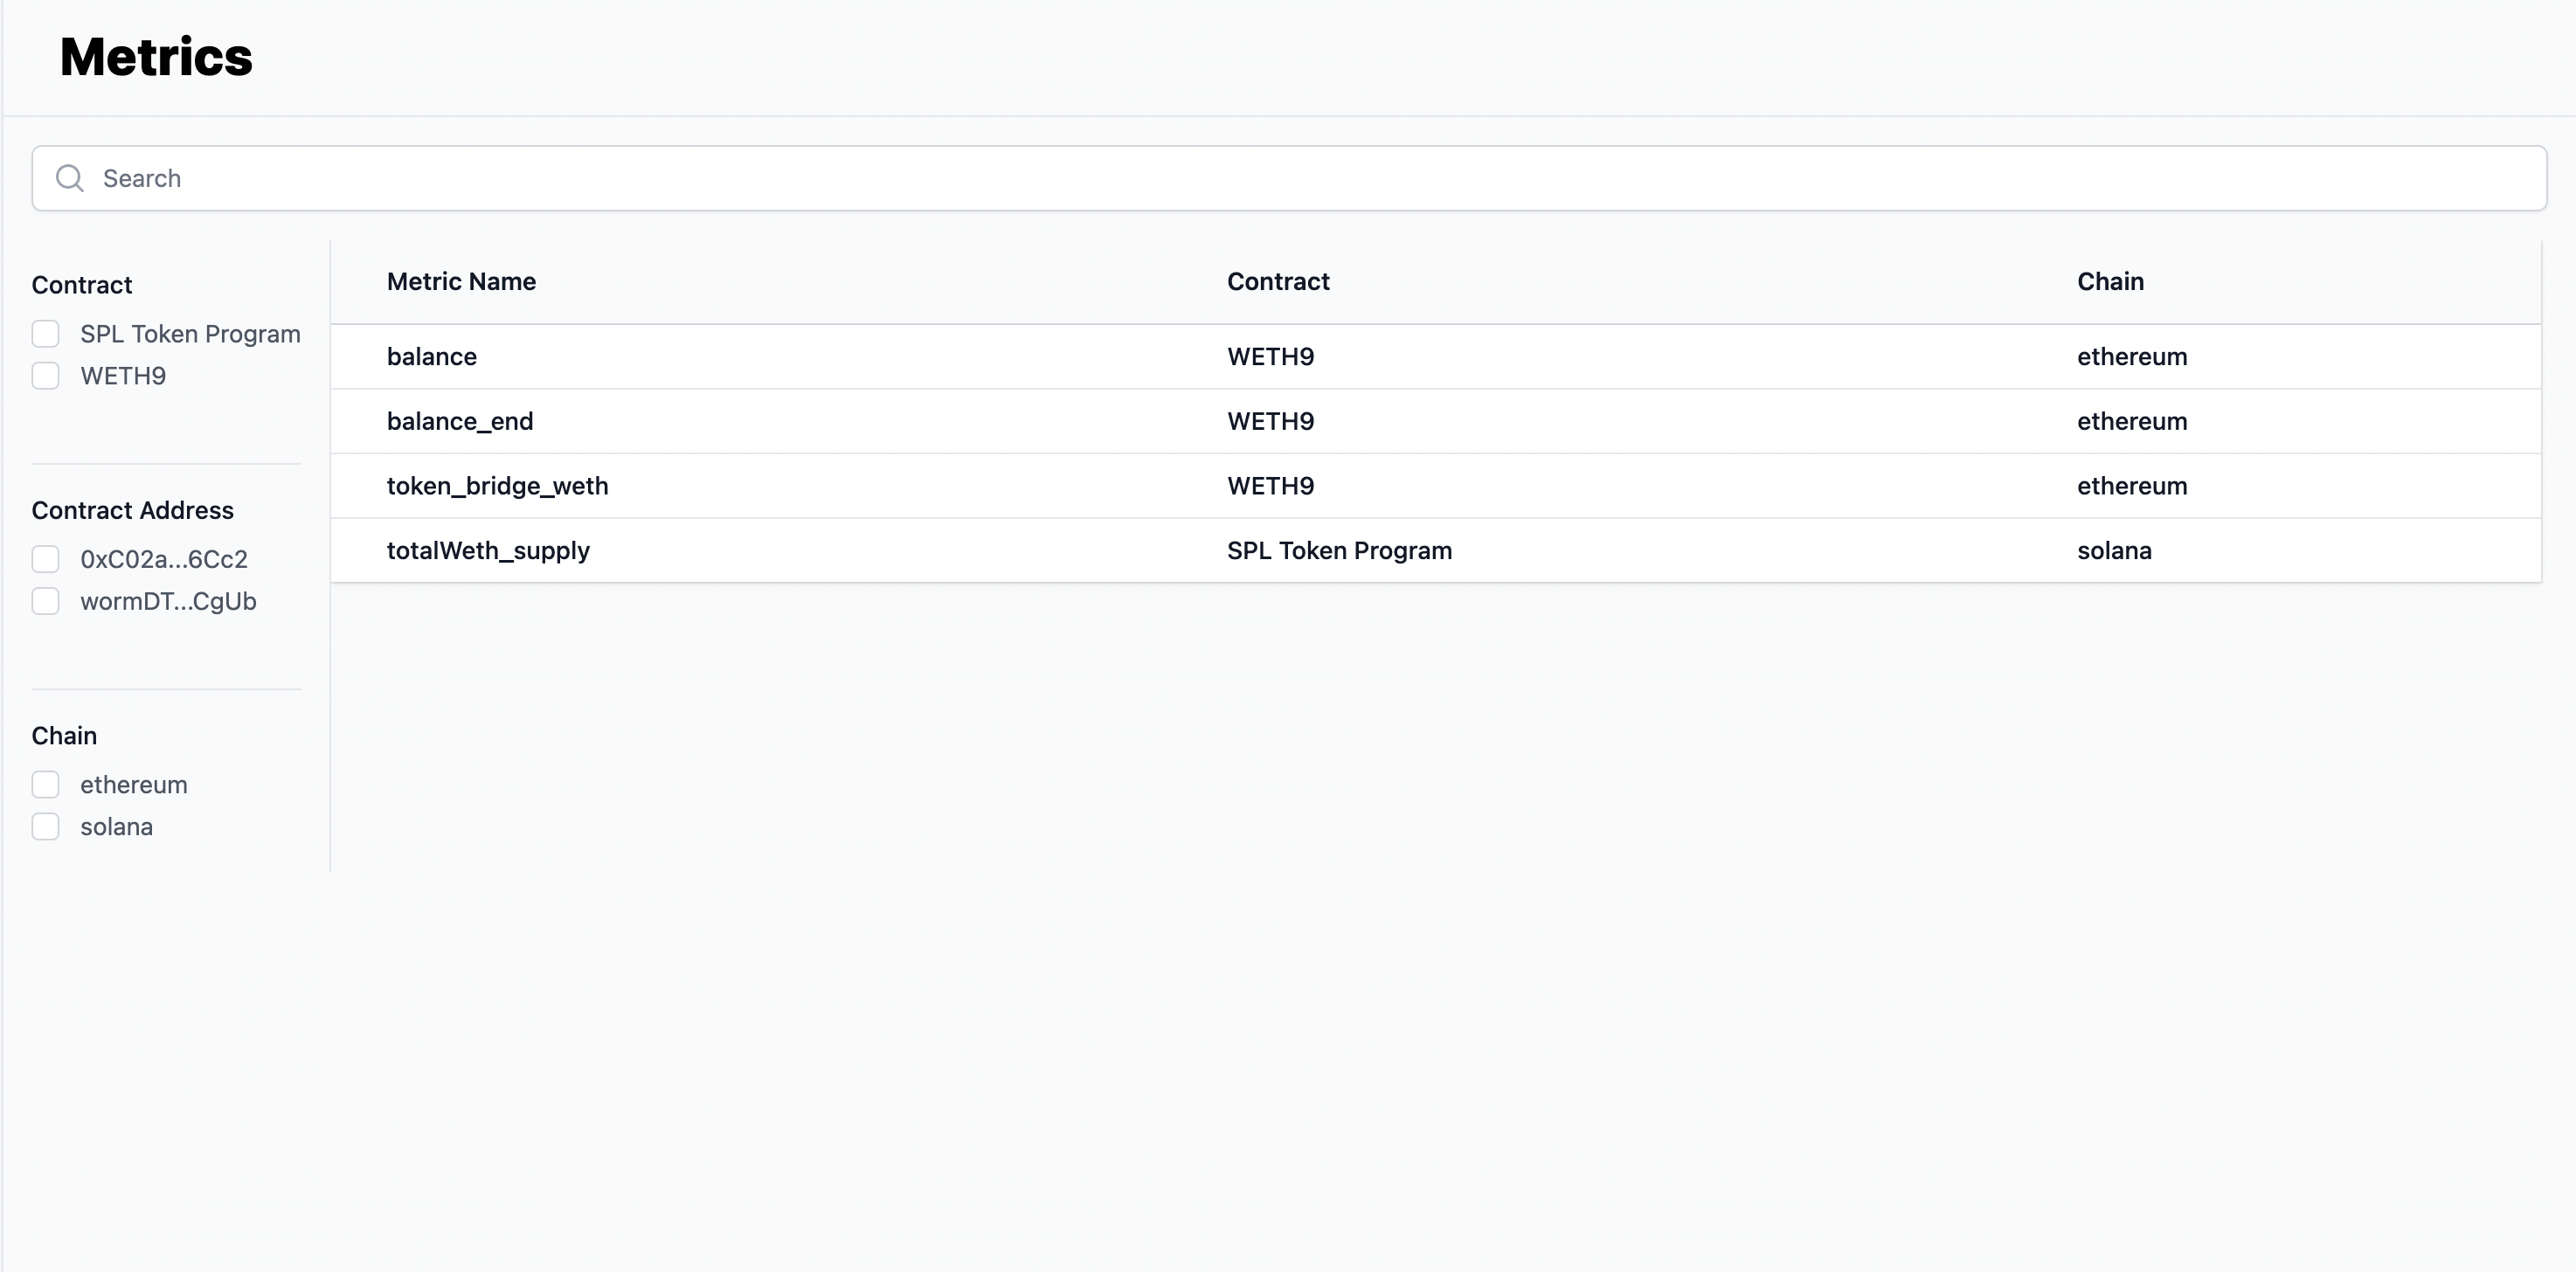 Metrics
Search
Contract
SPL Token Program
WETH9
Contract Address
0xC02a...6Cc2
wormDT...CgUb
Chain
ethereum
solana
Metric Name Contract Chain
balance WETH9 ethereum
balance_end WETH9 ethereum
token_bridge_weth WETH9 ethereum
totalWeth_supply SPL Token Program solana